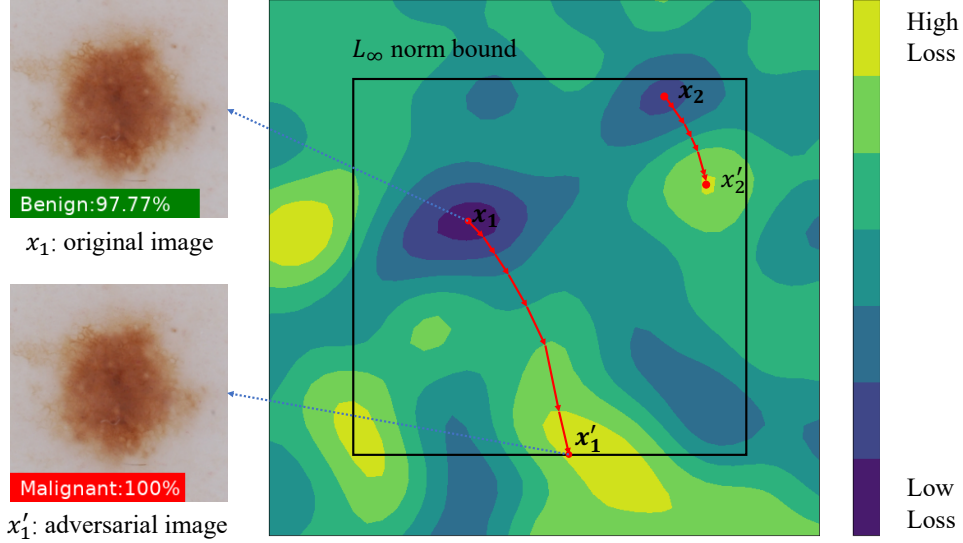 Benign:97.77%
x₁: original image
Malignant:100%
x′₁: adversarial image
L∞ norm bound
x₂
x′₂
x₁
x′₁
High
Loss
Low
Loss